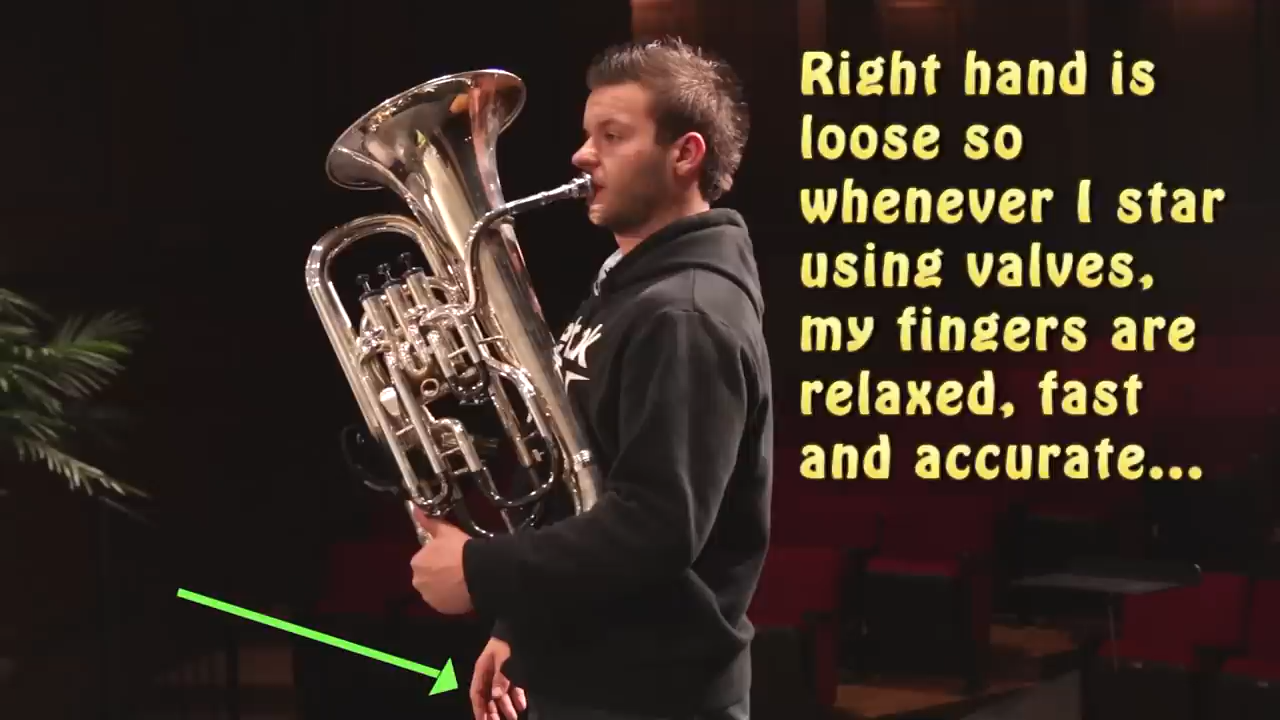 Right hand is
loose so
whenever I star
using valves,
my fingers are
relaxed, fast
and accurate...